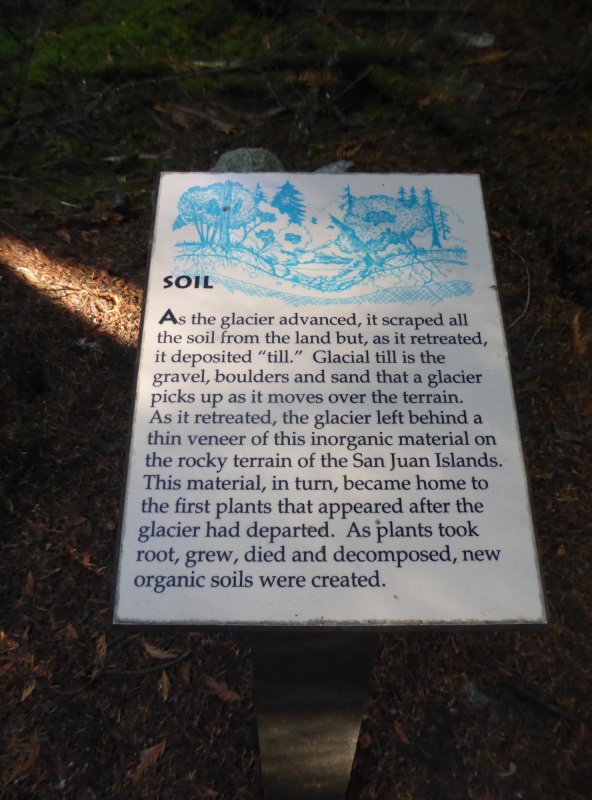 SOIL
As the glacier advanced, it scraped all
the soil from the land but, as it retreated,
it deposited “till.” Glacial till is the
gravel, boulders and sand that a glacier
picks up as it moves over the terrain.
As it retreated, the glacier left behind a
thin veneer of this inorganic material on
the rocky terrain of the San Juan Islands.
This material, in turn, became home to
the first plants that appeared after the
glacier had departed. As plants took
root, grew, died and decomposed, new
organic soils were created.